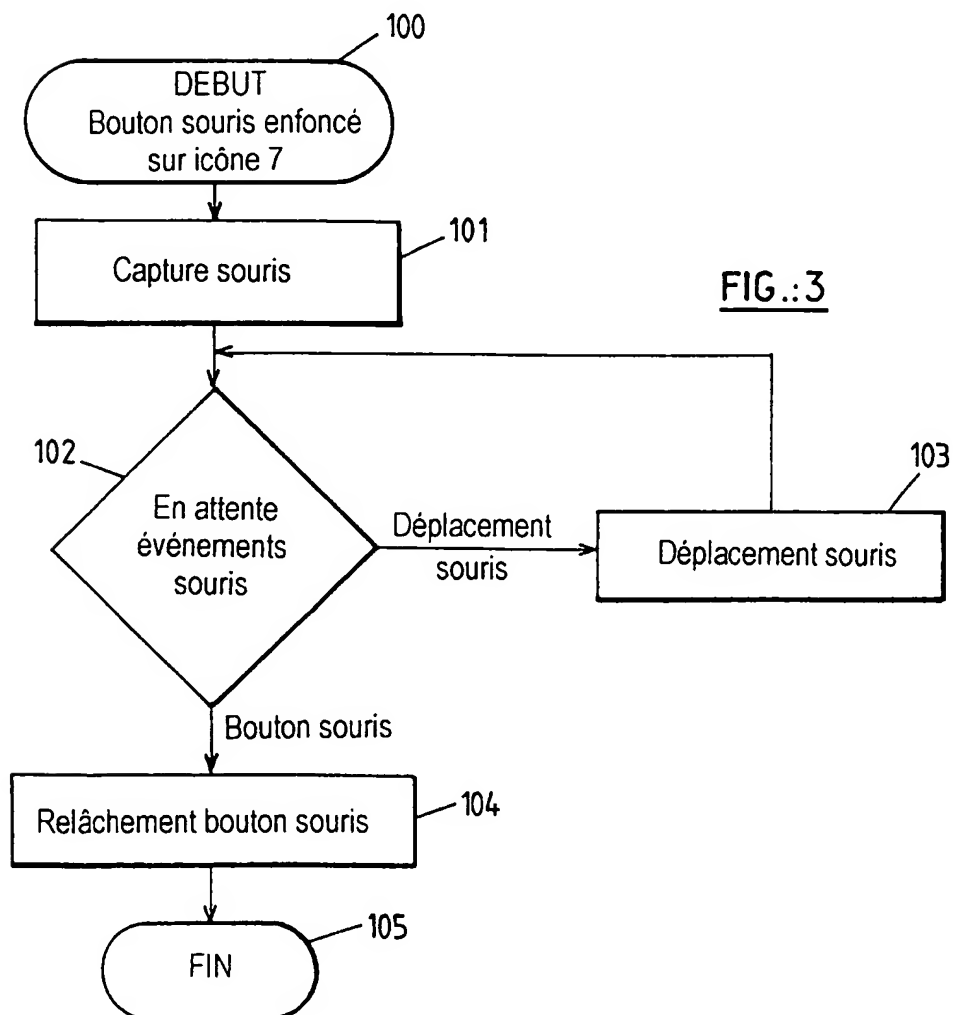 100
DEBUT
Bouton souris enfoncé
sur icône 7
101
Capture souris
FIG.:3
102
En attente
événements
souris
Déplacement
souris
103
Déplacement souris
Bouton souris
104
Relâchement bouton souris
105
FIN